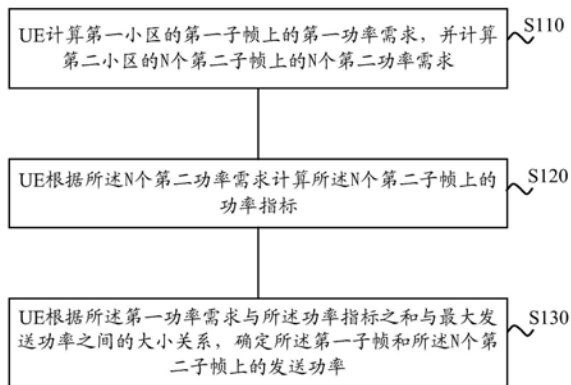 UE计算第一小区的第一子帧上的第一功率需求，并计算
第二小区的N个第二子帧上的N个第二功率需求
S110
UE根据所述N个第二功率需求计算所述N个第二子帧上的
功率指标
S120
UE根据所述第一功率需求与所述功率指标之和与最大发
送功率之间的大小关系，确定所述第一子帧和所述N个第
二子帧上的发送功率
S130